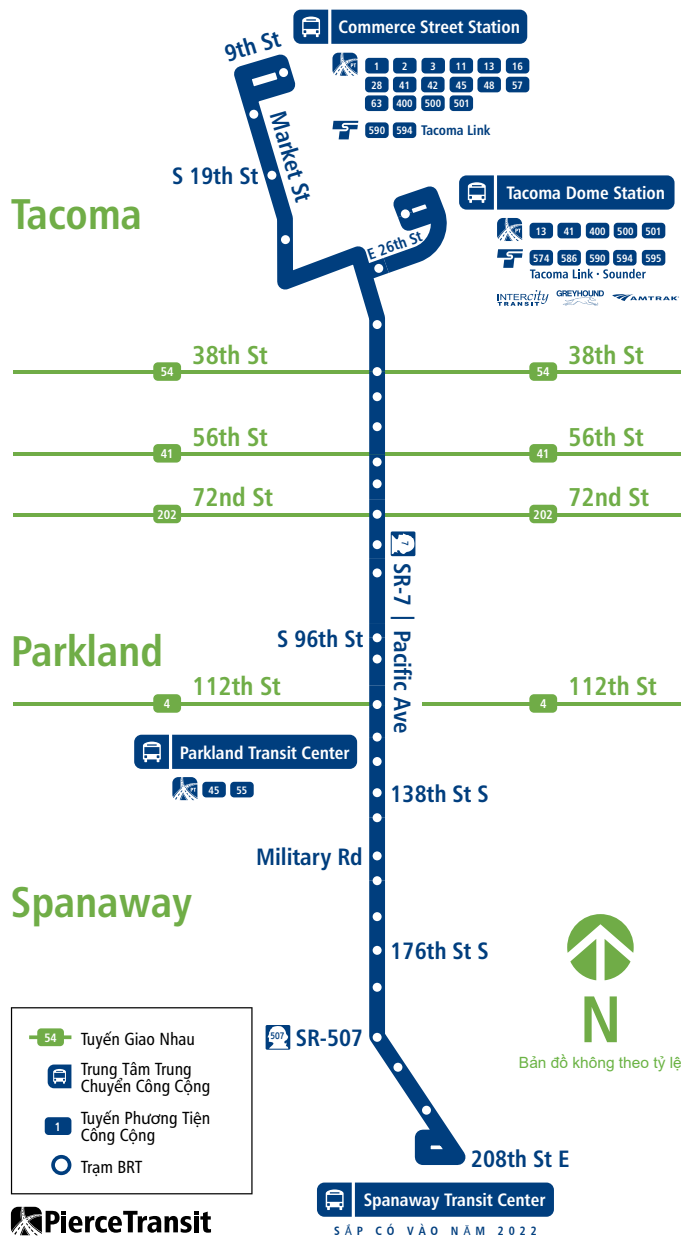 Commerce Street Station
9th St
PT 1 2 3 11 13 16
28 41 42 45 48 57
63 400 500 501
590 594 Tacoma Link
Market St
S 19th St
Tacoma
Tacoma Dome Station
PT 13 41 400 500 501
574 586 590 594 595
Tacoma Link · Sounder
INTERcity TRANSIT GREYHOUND AMTRAK
E 26th St
38th St 38th St
54 54
56th St 56th St
41 41
72nd St 72nd St
202 202
7
SR-7 | Pacific Ave
S 96th St
Parkland
112th St 112th St
4 4
Parkland Transit Center
PT 45 55
138th St S
Military Rd
Spanaway
176th St S
N
Bản đồ không theo tỷ lệ
507 SR-507
54 Tuyến Giao Nhau
Trung Tâm Trung
Chuyển Công Cộng
1 Tuyến Phương Tiện
Công Cộng
Trạm BRT
208th St E
Spanaway Transit Center
SẮP CÓ VÀO NĂM 2022
PierceTransit